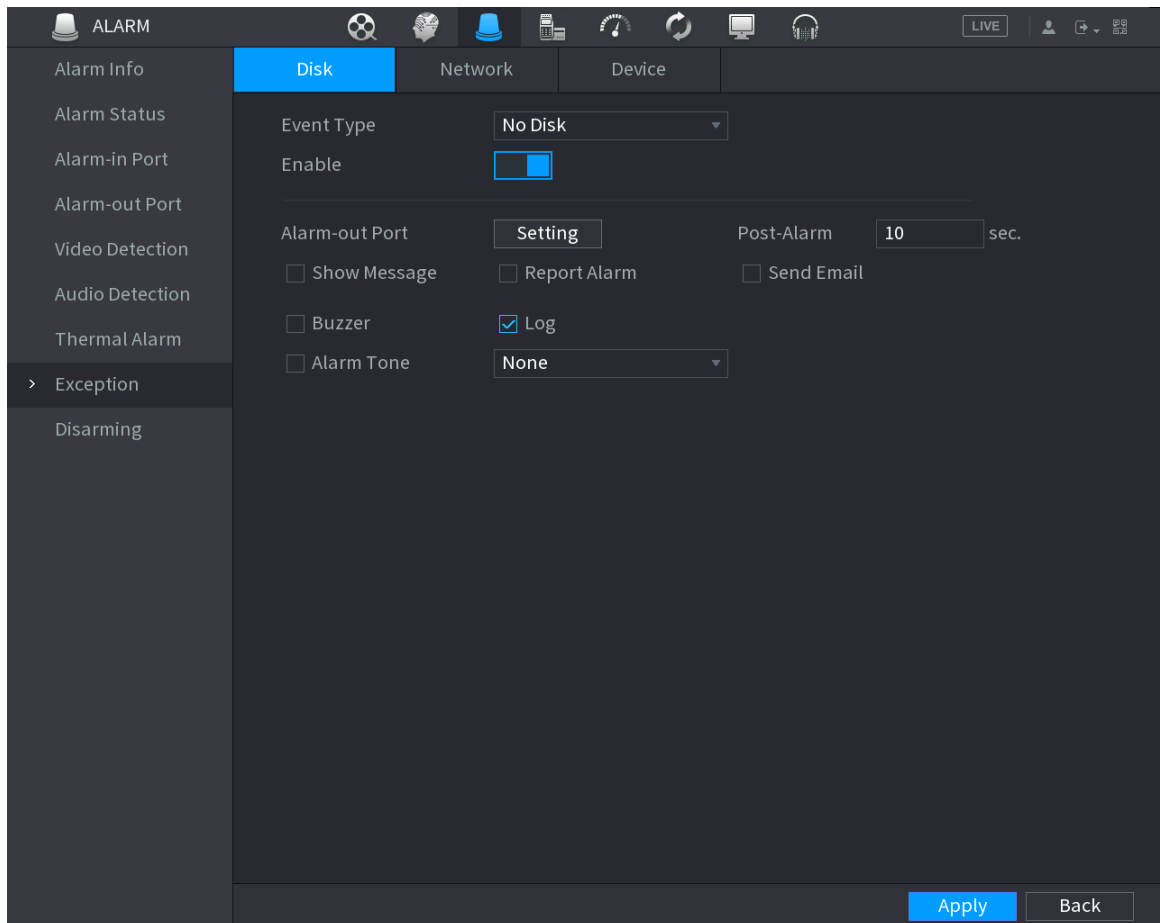 ALARM
LIVE
Alarm Info
Alarm Status
Alarm-in Port
Alarm-out Port
Video Detection
Audio Detection
Thermal Alarm
Exception
Disarming
Disk Network Device
Event Type No Disk
Enable
Alarm-out Port Setting Post-Alarm 10 sec.
Show Message Report Alarm Send Email
Buzzer Log
Alarm Tone None
Apply Back